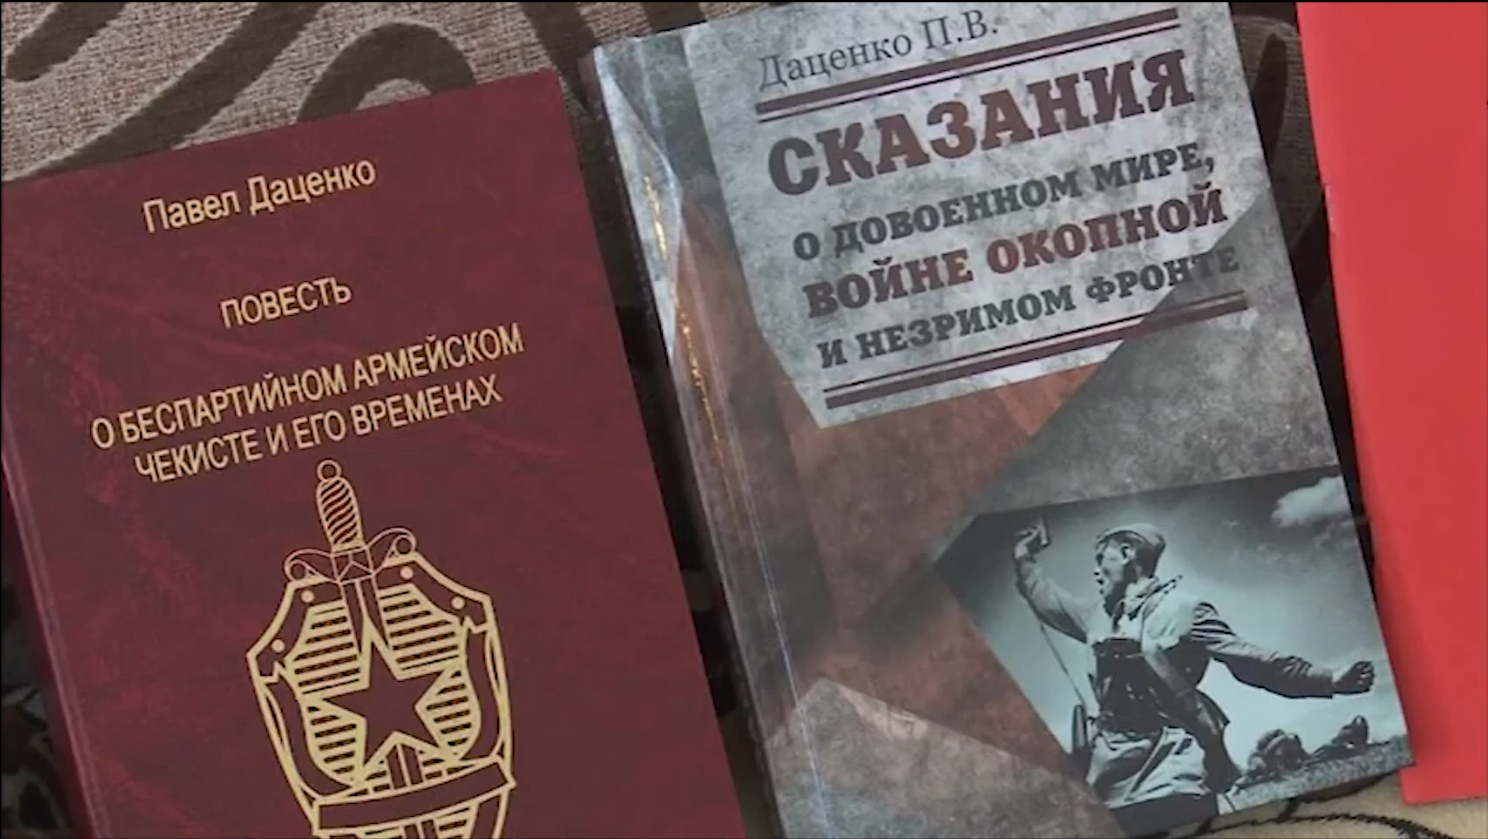 Павел Даценко
ПОВЕСТЬ
О БЕСПАРТИЙНОМ АРМЕЙСКОМ
ЧЕКИСТЕ И ЕГО ВРЕМЕНАХ
Даценко П.В.
СКАЗАНИЯ
О ДОВОЕННОМ МИРЕ,
ВОЙНЕ ОКОПНОЙ
И НЕЗРИМОМ ФРОНТЕ